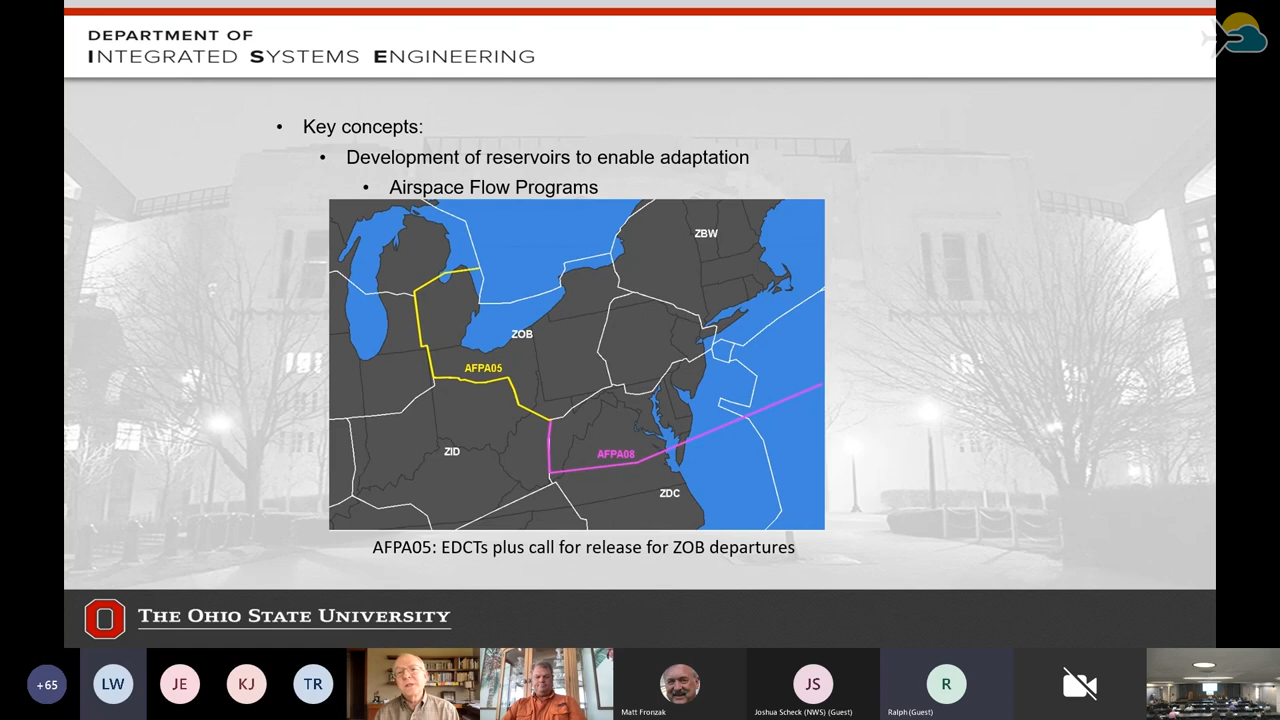 DEPARTMENT OF
INTEGRATED SYSTEMS ENGINEERING
• Key concepts:
• Development of reservoirs to enable adaptation
• Airspace Flow Programs
ZBW
ZOB
AFPA05
ZID
AFPA08
ZDC
AFPA05: EDCTs plus call for release for ZOB departures
THE OHIO STATE UNIVERSITY
+65
LW
JE
KJ
TR
Matt Fronzak
JS
Joshua Scheck (NWS) (Guest)
R
Ralph (Guest)